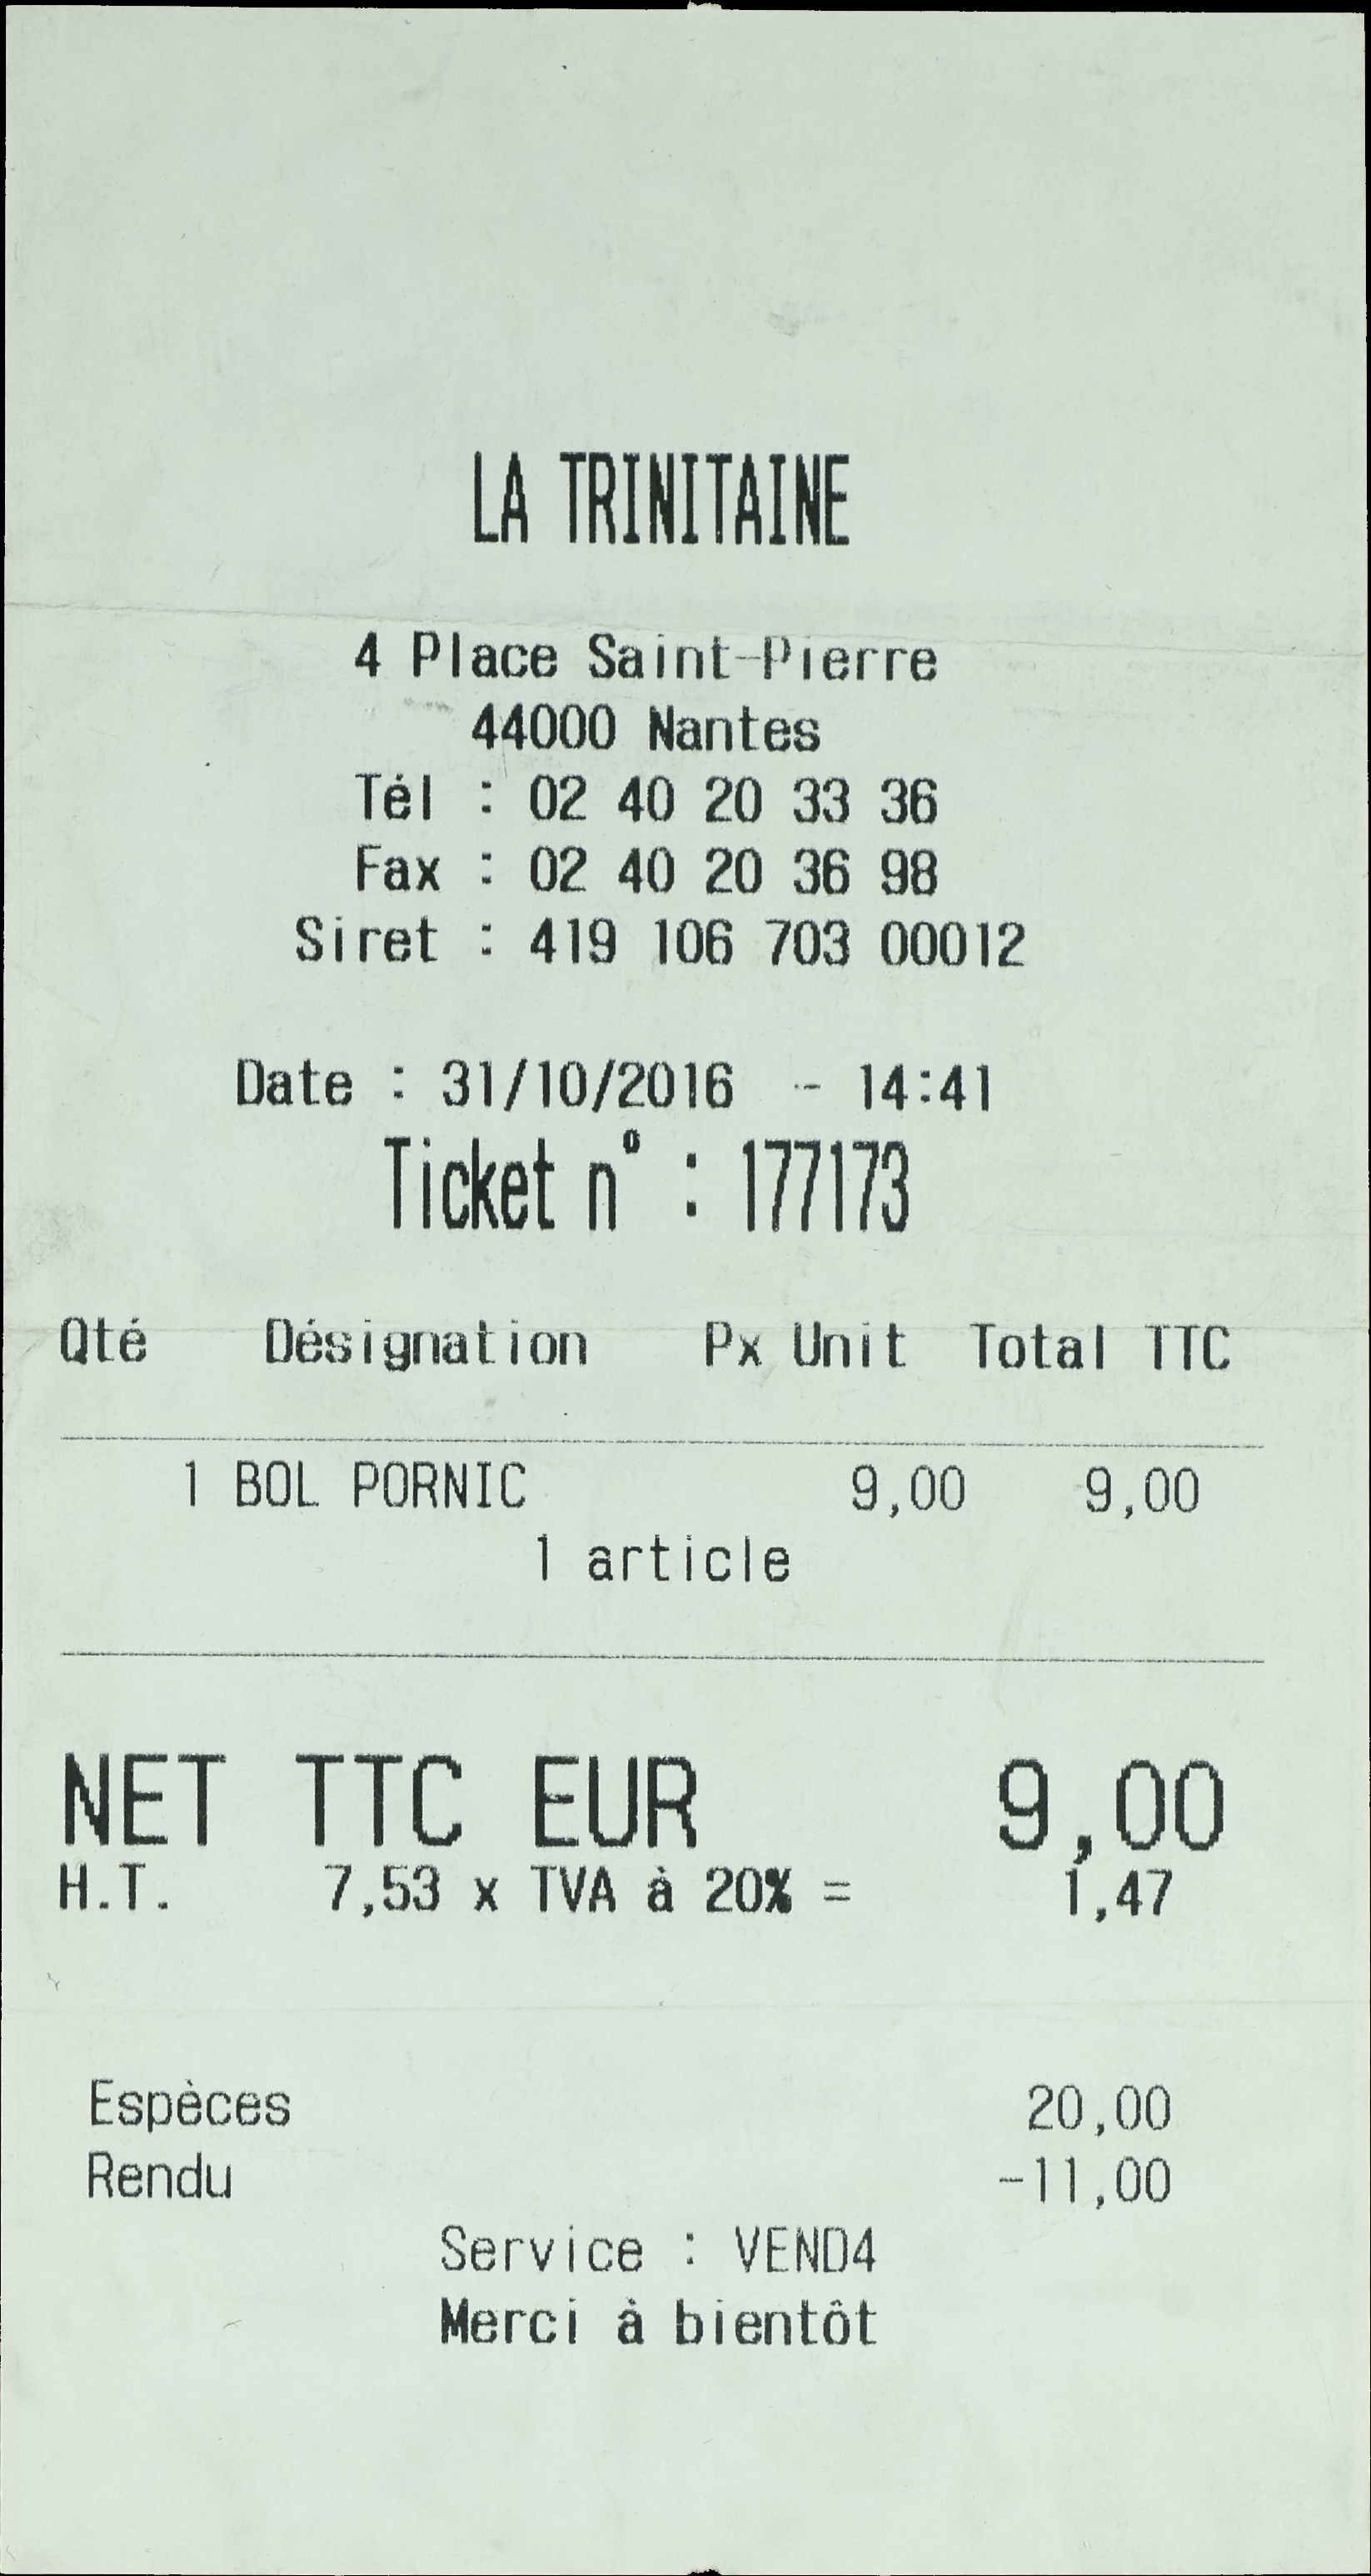 LA TRINITAINE
4 Place Saint-Pierre
44000 Nantes
Tél : 02 40 20 33 36
Fax : 02 40 20 36 98
Siret : 419 106 703 00012
Date : 31/10/2016 - 14:41
Ticket n° : 177173
Qté Désignation Px Unit Total TTC
1 BOL PORNIC 9,00 9,00
1 article
NET TTC EUR 9,00
H.T. 7,53 x TVA à 20% = 1,47
Espèces 20,00
Rendu -11,00
Service : VEND4
Merci à bientôt